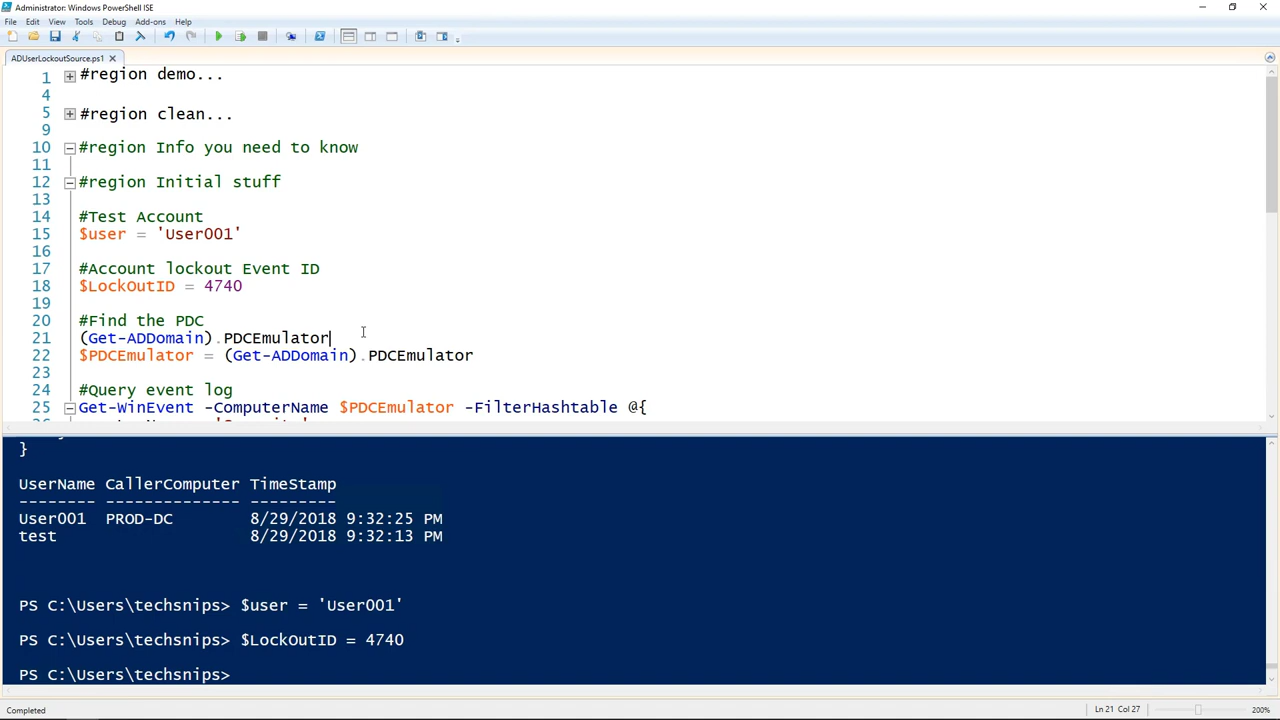 Administrator: Windows PowerShell ISE
File Edit View Tools Debug Add-ons Help
ADUserLockoutSource.ps1
1 #region demo...
4
5 #region clean...
9
10 #region Info you need to know
11
12 #region Initial stuff
13
14 #Test Account
15 $user = 'User001'
16
17 #Account lockout Event ID
18 $LockOutID = 4740
19
20 #Find the PDC
21 (Get-ADDomain).PDCEmulator
22 $PDCEmulator = (Get-ADDomain).PDCEmulator
23
24 #Query event log
25 Get-WinEvent -ComputerName $PDCEmulator -FilterHashtable @{
}
UserName CallerComputer TimeStamp
-------- -------------- ---------
User001 PROD-DC 8/29/2018 9:32:25 PM
test 8/29/2018 9:32:13 PM
PS C:\Users\techsnips> $user = 'User001'
PS C:\Users\techsnips> $LockOutID = 4740
PS C:\Users\techsnips>
Completed
Ln 21 Col 27
200%